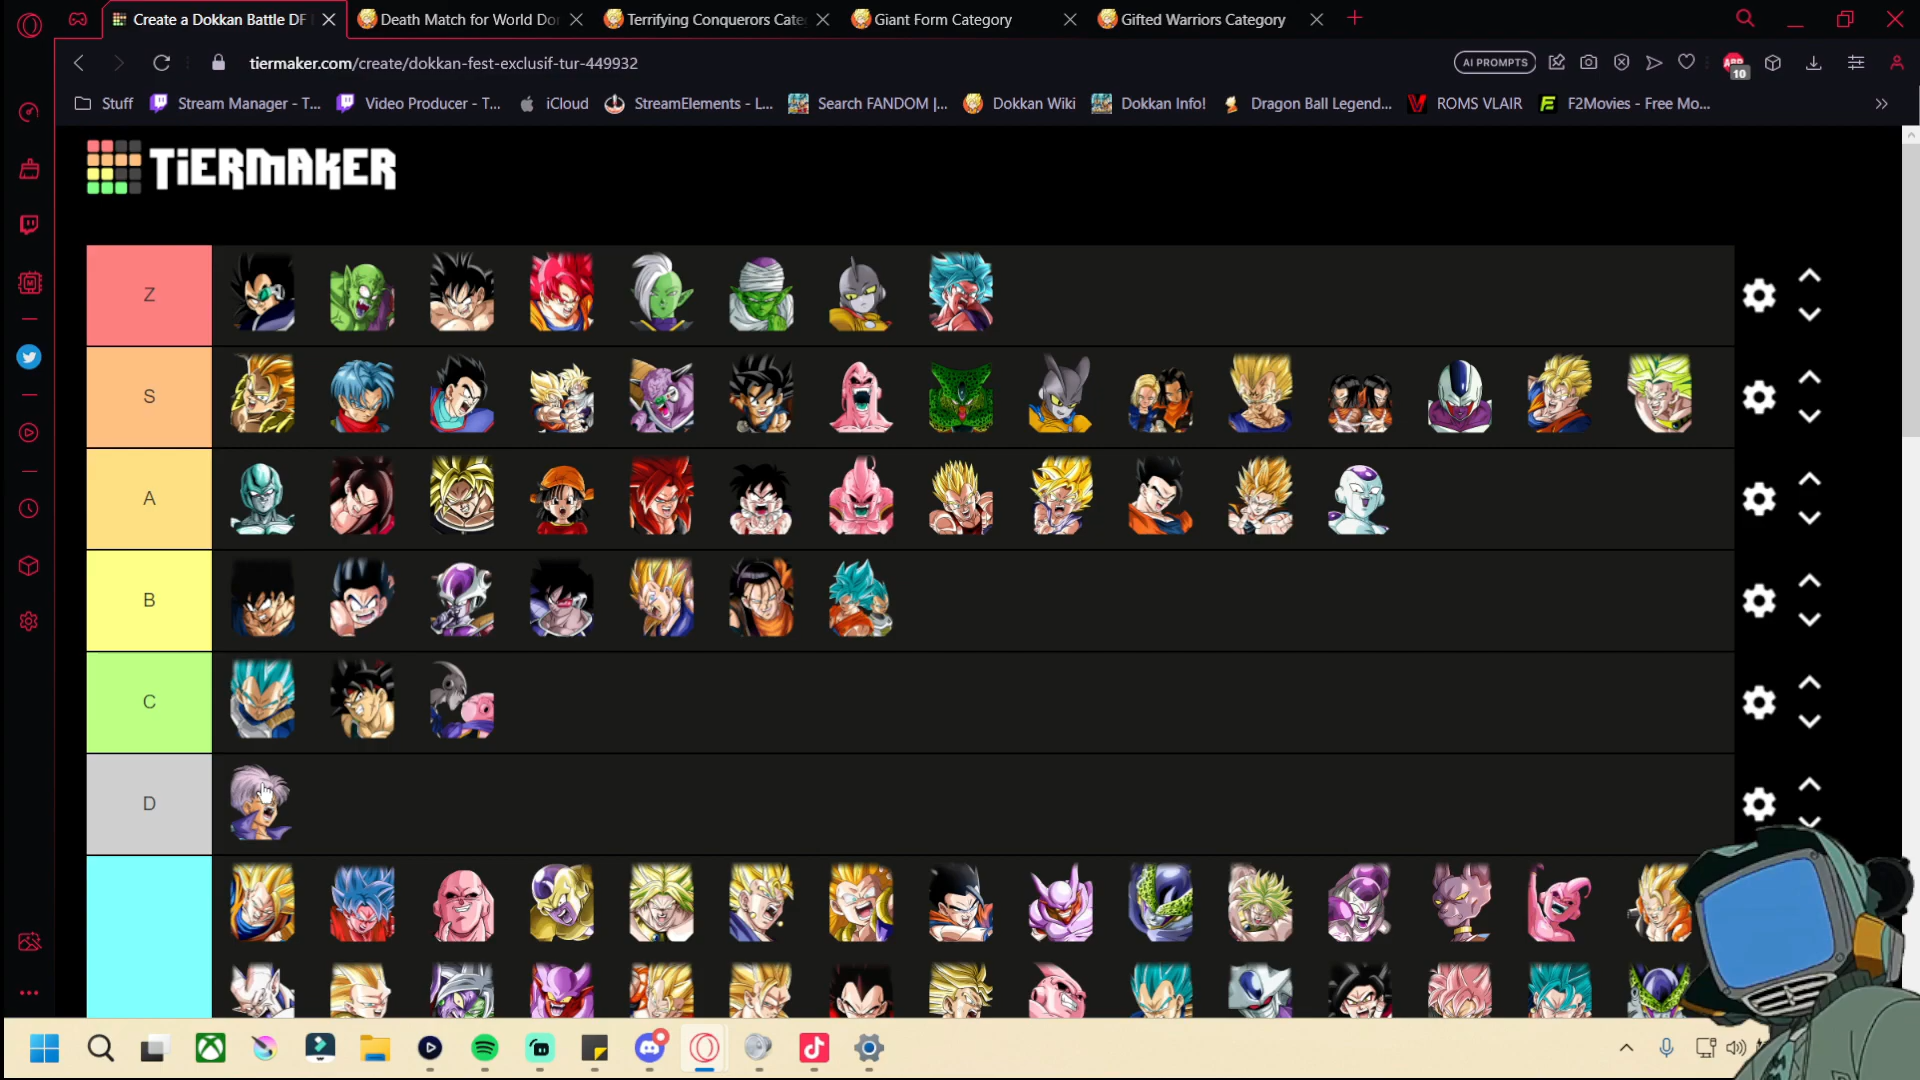 Create a Dokkan Battle DF
Death Match for World Do
Terrifying Conquerors Cate
Giant Form Category
Gifted Warriors Category
tiermaker.com/create/dokkan-fest-exclusif-tur-449932
AI PROMPTS
ABP
10
Stuff
Stream Manager - T...
Video Producer - T...
iCloud
StreamElements - L...
Search FANDOM |...
Dokkan Wiki
Dokkan Info!
Dragon Ball Legend...
ROMS VLAIR
F2Movies - Free Mo...
TiERMAKER
Z
S
A
B
C
D